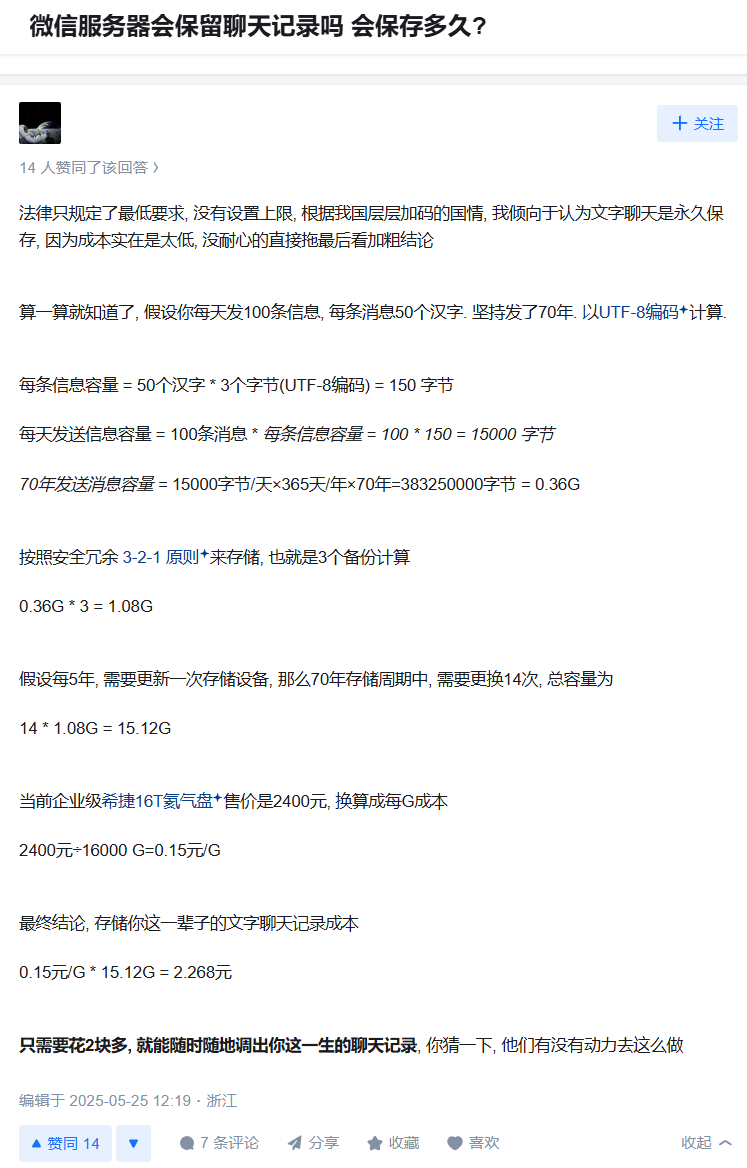 微信服务器会保留聊天记录吗 会保存多久?
关注
14 人赞同了该回答
法律只规定了最低要求, 没有设置上限, 根据我国层层加码的国情, 我倾向于认为文字聊天是永久保
存, 因为成本实在是太低, 没耐心的直接拖最后看加粗结论
算一算就知道了, 假设你每天发100条信息, 每条消息50个汉字. 坚持发了70年. 以UTF-8编码计算.
每条信息容量 = 50个汉字 * 3个字节(UTF-8编码) = 150 字节
每天发送信息容量 = 100条消息 * 每条信息容量 = 100 * 150 = 15000 字节
70年发送消息容量 = 15000字节/天×365天/年×70年=383250000字节 = 0.36G
按照安全冗余 3-2-1 原则来存储, 也就是3个备份计算
0.36G * 3 = 1.08G
假设每5年, 需要更新一次存储设备, 那么70年存储周期中, 需要更换14次, 总容量为
14 * 1.08G = 15.12G
当前企业级希捷16T氦气盘售价是2400元, 换算成每G成本
2400元÷16000 G=0.15元/G
最终结论, 存储你这一辈子的文字聊天记录成本
0.15元/G * 15.12G = 2.268元
只需要花2块多, 就能随时随地调出你这一生的聊天记录, 你猜一下, 他们有没有动力去这么做
编辑于 2025-05-25 12:19・浙江
赞同 14 7 条评论 分享 收藏 喜欢 收起